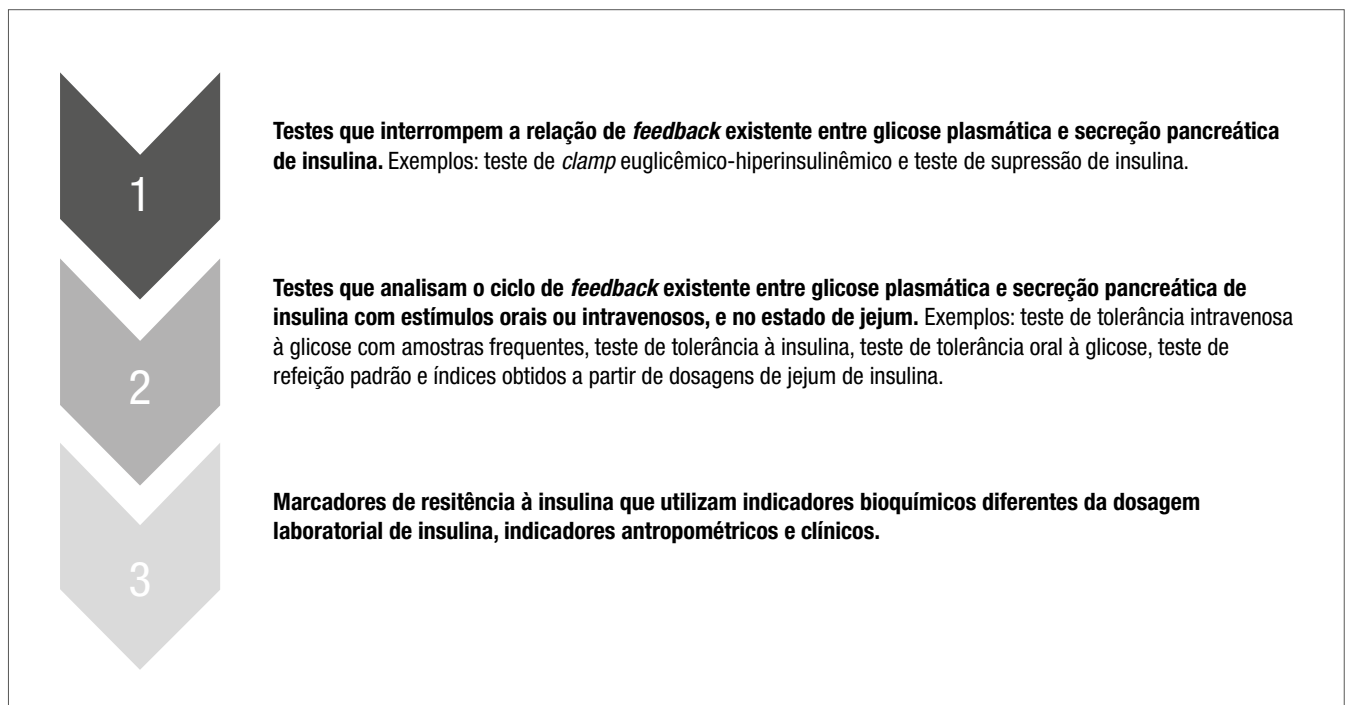 1
Testes que interrompem a relação de feedback existente entre glicose plasmática e secreção pancreática
de insulina. Exemplos: teste de clamp euglicêmico-hiperinsulinêmico e teste de supressão de insulina.
2
Testes que analisam o ciclo de feedback existente entre glicose plasmática e secreção pancreática de
insulina com estímulos orais ou intravenosos, e no estado de jejum. Exemplos: teste de tolerância intravenosa
à glicose com amostras frequentes, teste de tolerância à insulina, teste de tolerância oral à glicose, teste de
refeição padrão e índices obtidos a partir de dosagens de jejum de insulina.
3
Marcadores de resitência à insulina que utilizam indicadores bioquímicos diferentes da dosagem
laboratorial de insulina, indicadores antropométricos e clínicos.